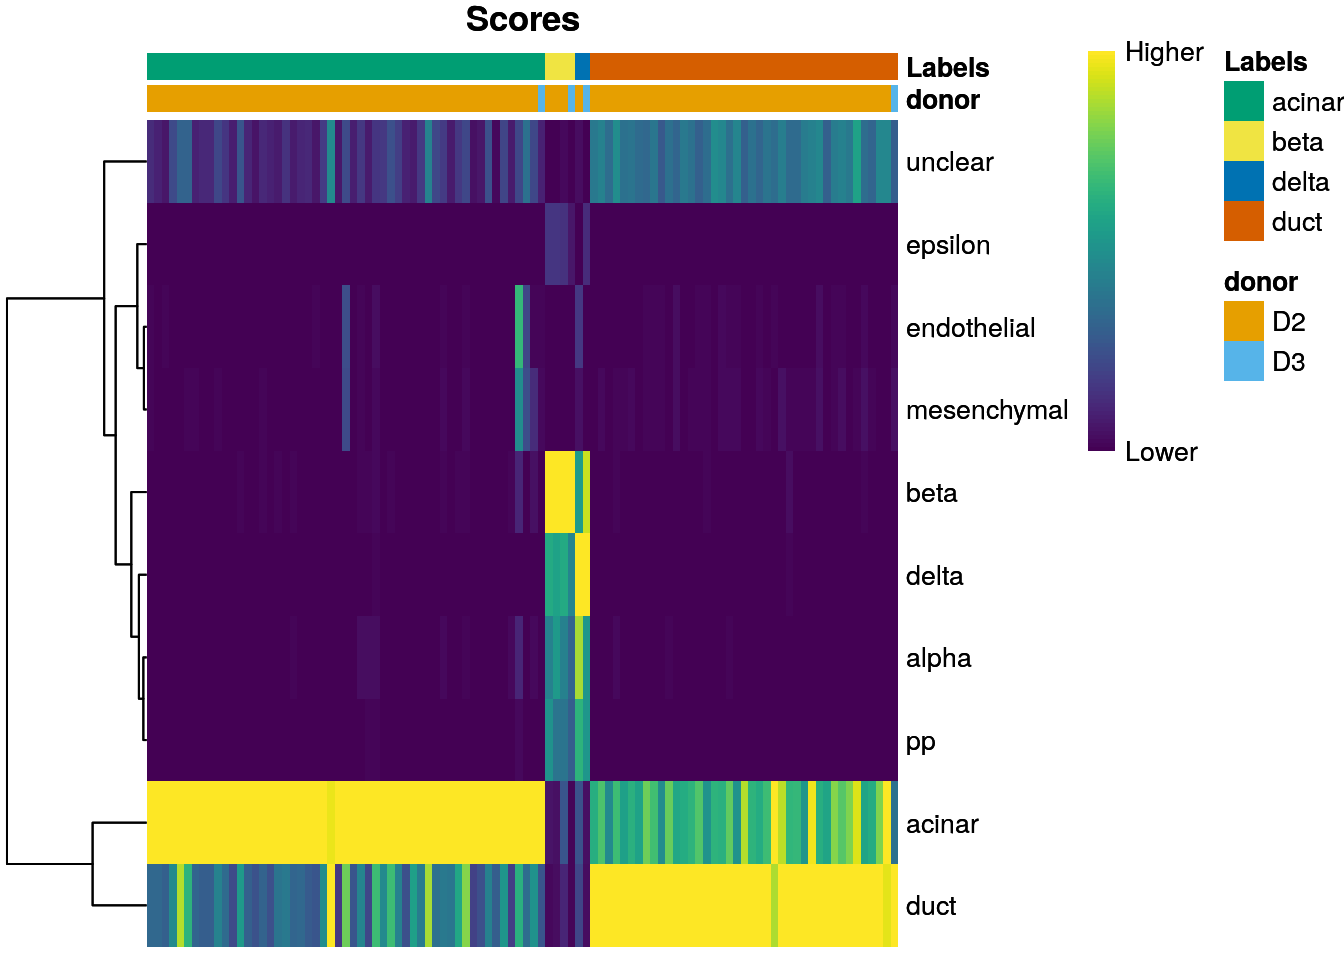 Scores
Labels
donor
unclear
epsilon
endothelial
mesenchymal
beta
delta
alpha
pp
acinar
duct
Higher
Lower
Labels
acinar
beta
delta
duct
donor
D2
D3